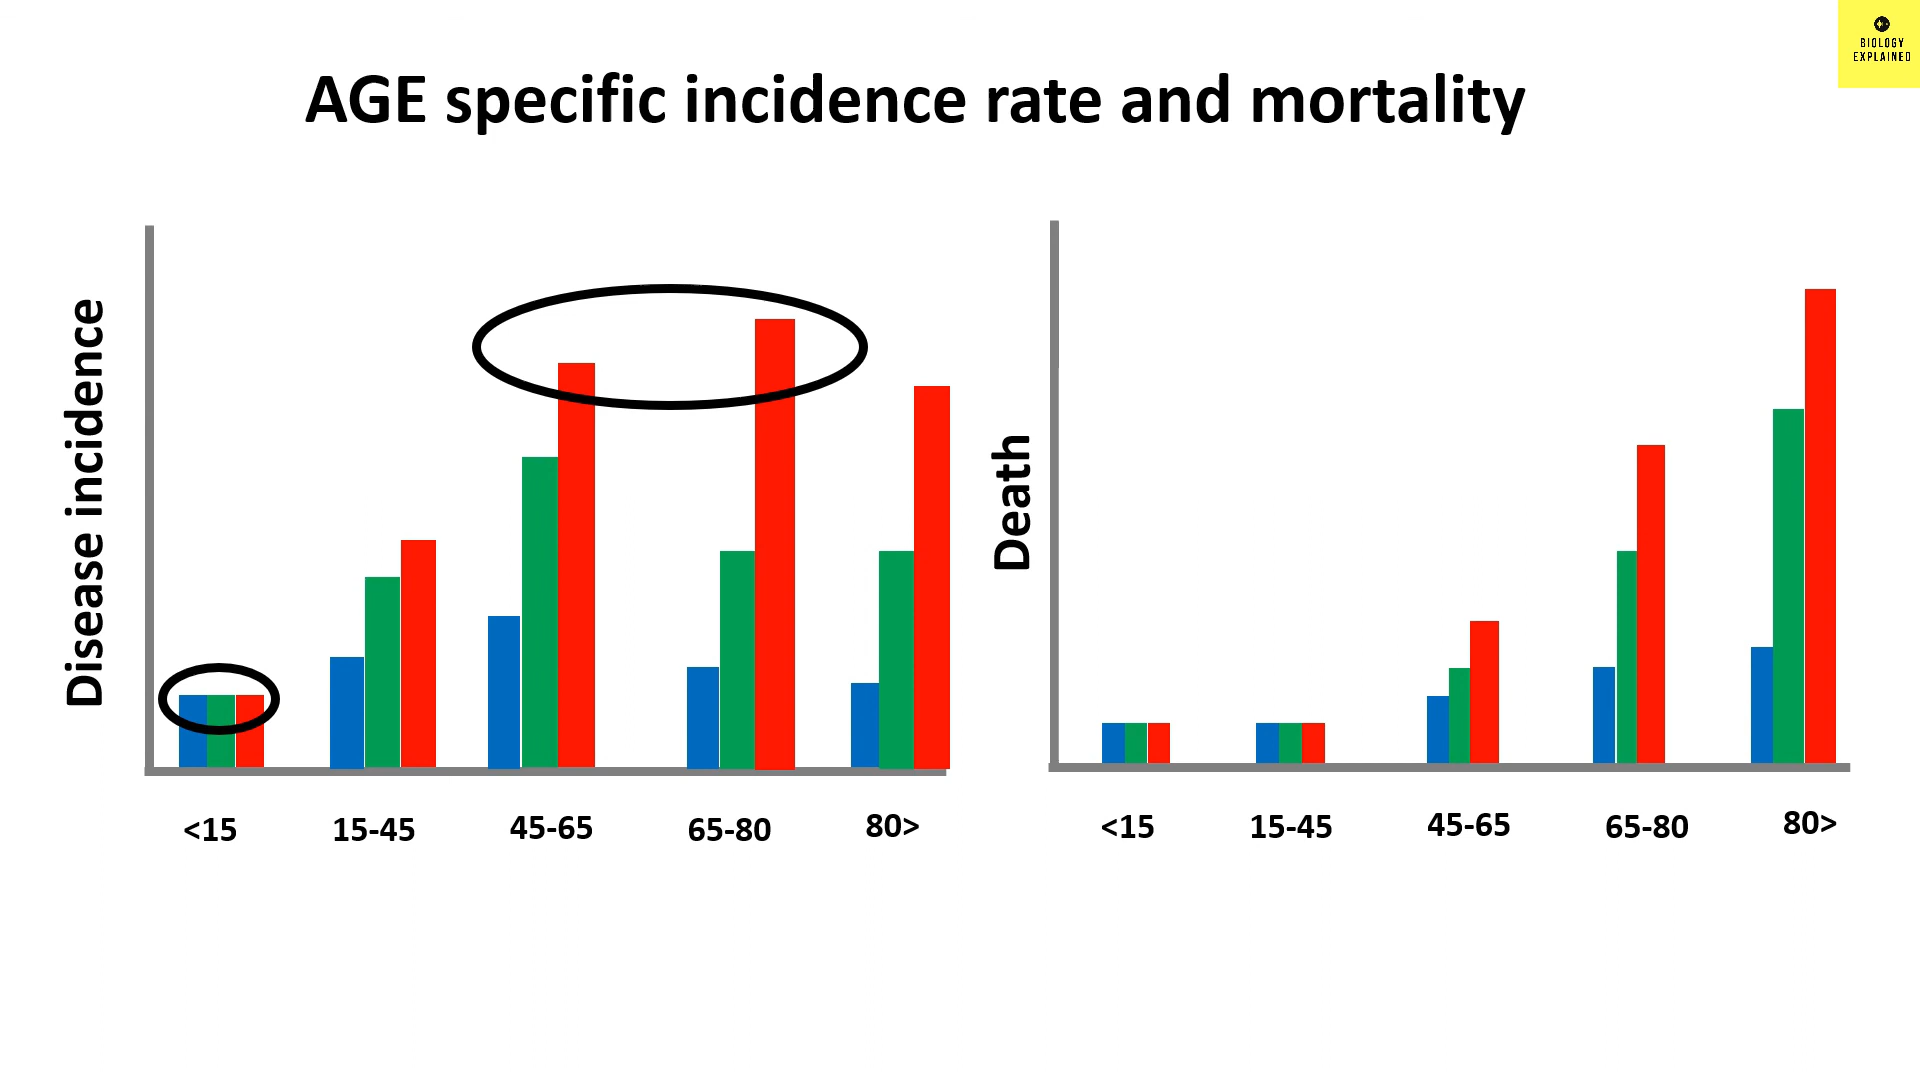 BIOLOGY
EXPLAINED
AGE specific incidence rate and mortality
Disease incidence
<15
15-45
45-65
65-80
80>
Death
<15
15-45
45-65
65-80
80>